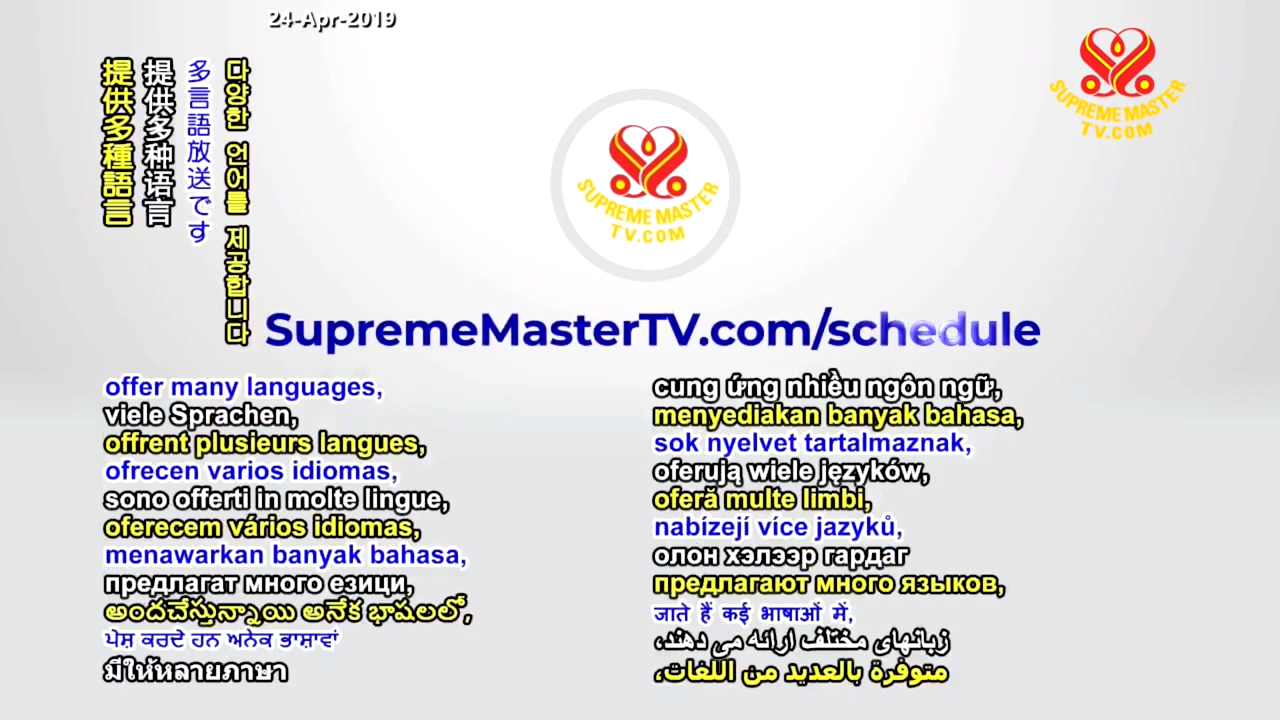 24-Apr-2019
提供多種語言
提供多种语言
多言語放送です
다양한 언어를 제공합니다
SUPREME MASTER
TV.COM
SUPREME MASTER
TV.COM
SupremeMasterTV.com/schedule
offer many languages,
viele Sprachen,
offrent plusieurs langues,
ofrecen varios idiomas,
sono offerti in molte lingue,
oferecem vários idiomas,
menawarkan banyak bahasa,
предлагат много езици,
అందచేస్తున్నాయి అనేక భాషలలో,
ਪੇਸ਼ ਕਰਦੇ ਹਨ ਅਨੇਕ ਭਾਸ਼ਾਵਾਂ
มีให้หลายภาษา
cung ứng nhiều ngôn ngữ,
menyediakan banyak bahasa,
sok nyelvet tartalmaznak,
oferują wiele języków,
oferă multe limbi,
nabízejí více jazyků,
олон хэлээр гардаг
предлагают много языков,
जाते हैं कई भाषाओं में,
زبانهای مختلف ارائه می دهند،
متوفرة بالعديد من اللغات،